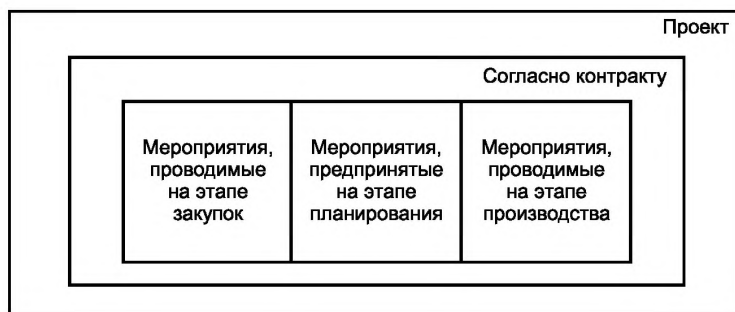 Проект
Согласно контракту
Мероприятия,
проводимые
на этапе
закупок
Мероприятия,
предпринятые
на этапе
планирования
Мероприятия,
проводимые
на этапе
производства